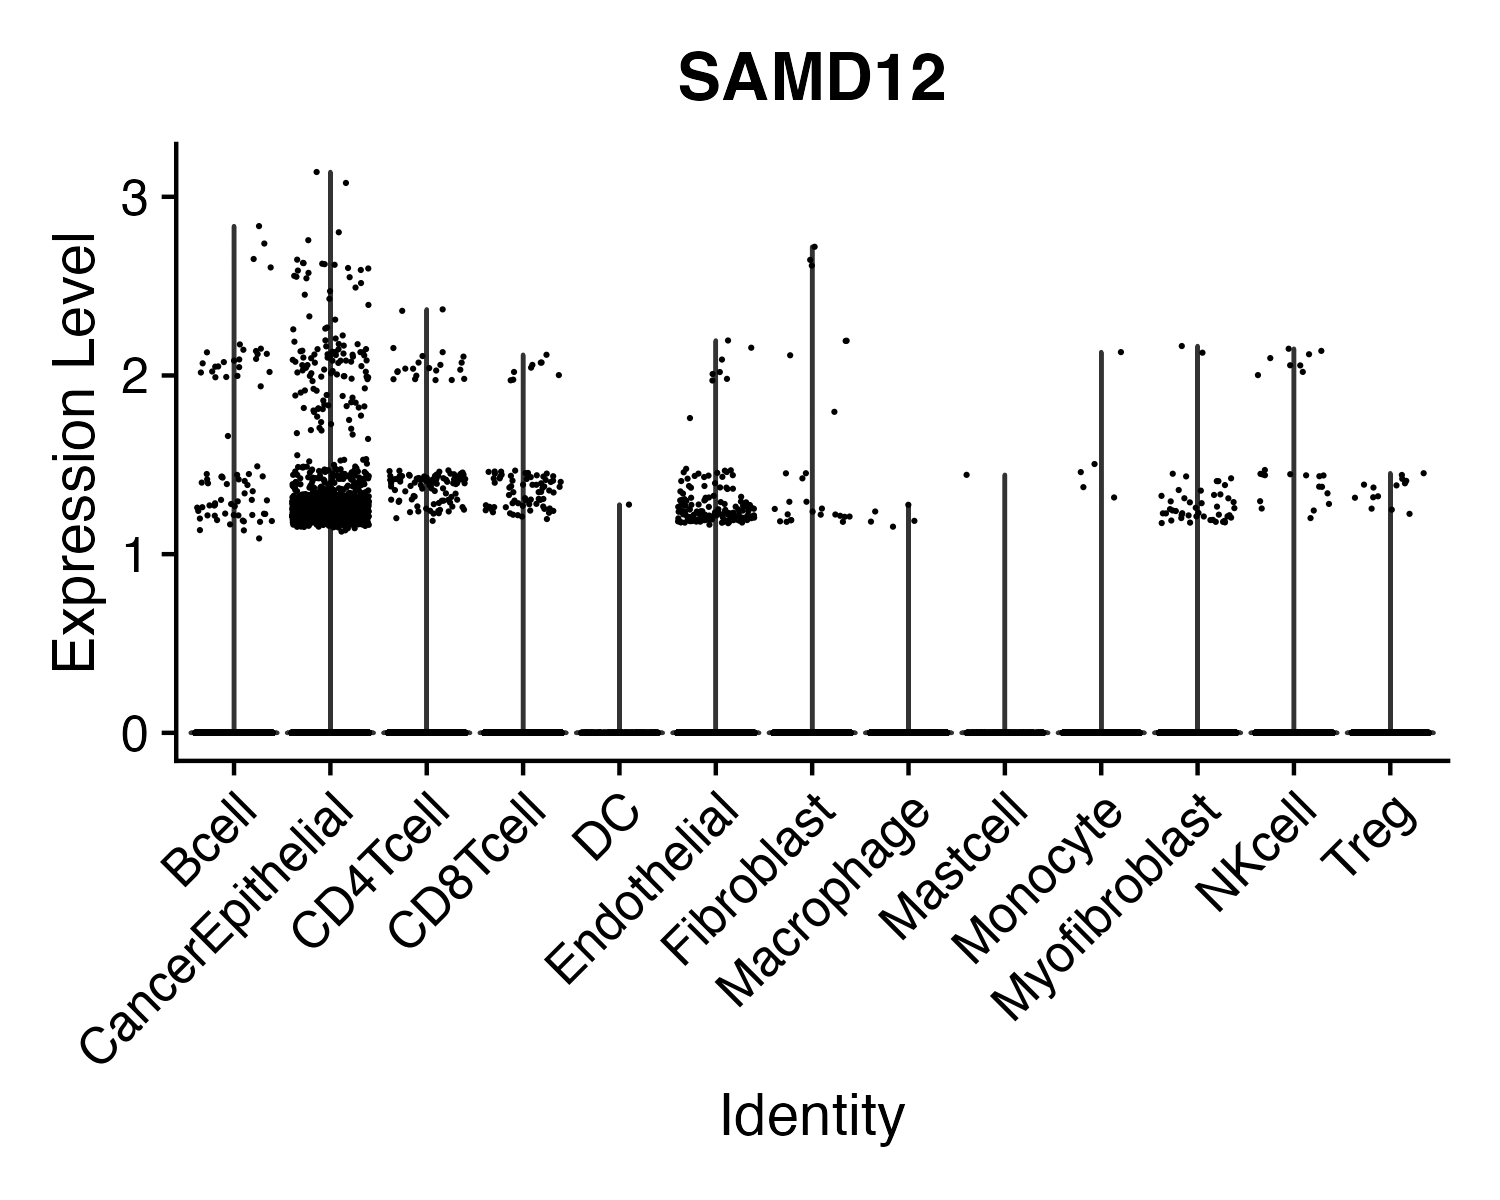 SAMD12
Expression Level
3
2
1
0
Bcell
CancerEpithelial
CD4Tcell
CD8Tcell
DC
Endothelial
Fibroblast
Macrophage
Mastcell
Monocyte
Myofibroblast
NKcell
Treg
Identity